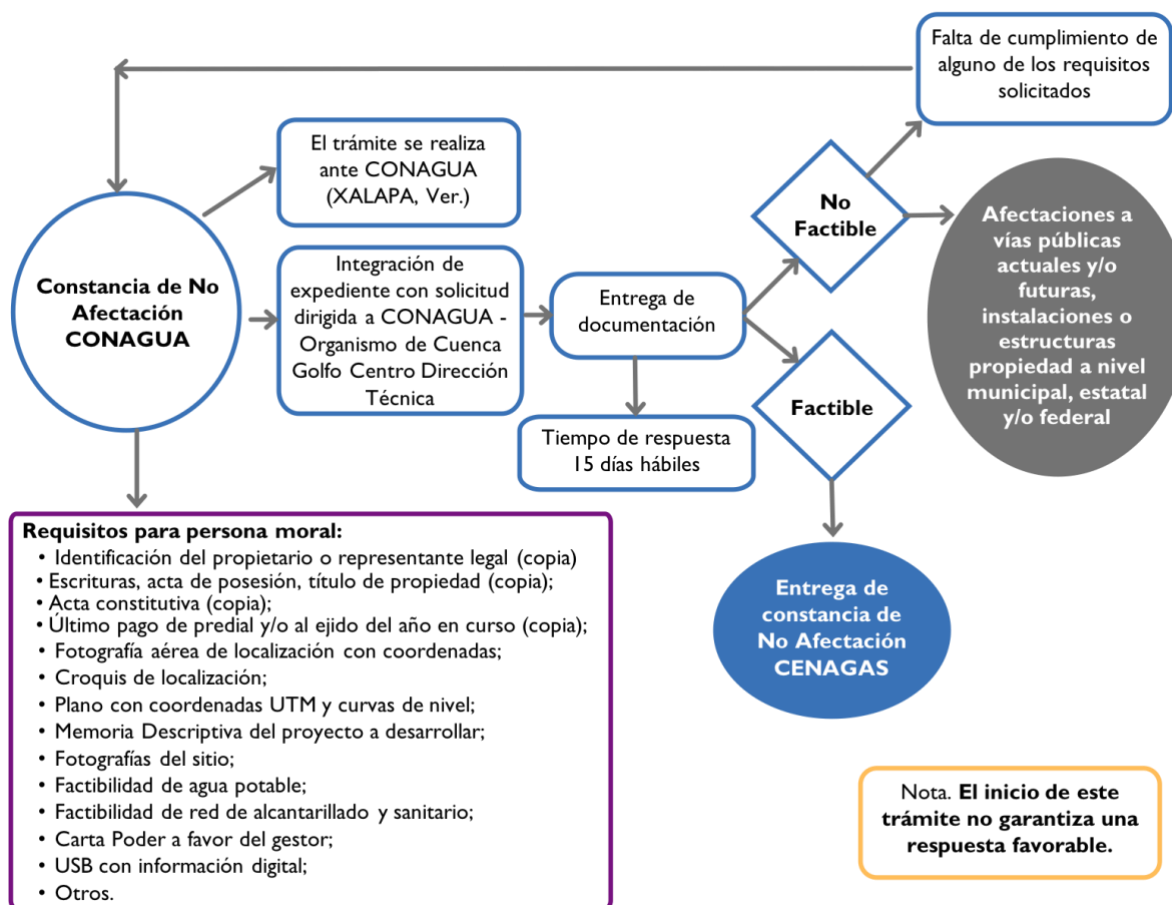 Falta de cumplimiento de
alguno de los requisitos
solicitados
El trámite se realiza
ante CONAGUA
(XALAPA, Ver.)
No
Factible
Afectaciones a
vías públicas
actuales y/o
futuras,
instalaciones o
estructuras
propiedad a nivel
municipal, estatal
y/o federal
Constancia de No
Afectación
CONAGUA
Integración de
expediente con solicitud
dirigida a CONAGUA -
Organismo de Cuenca
Golfo Centro Dirección
Técnica
Entrega de
documentación
Factible
Tiempo de respuesta
15 días hábiles
Requisitos para persona moral:
• Identificación del propietario o representante legal (copia)
• Escrituras, acta de posesión, título de propiedad (copia);
• Acta constitutiva (copia);
• Último pago de predial y/o al ejido del año en curso (copia);
• Fotografía aérea de localización con coordenadas;
• Croquis de localización;
• Plano con coordenadas UTM y curvas de nivel;
• Memoria Descriptiva del proyecto a desarrollar;
• Fotografías del sitio;
• Factibilidad de agua potable;
• Factibilidad de red de alcantarillado y sanitario;
• Carta Poder a favor del gestor;
• USB con información digital;
• Otros.
Entrega de
constancia de
No Afectación
CENAGAS
Nota. El inicio de este
trámite no garantiza una
respuesta favorable.